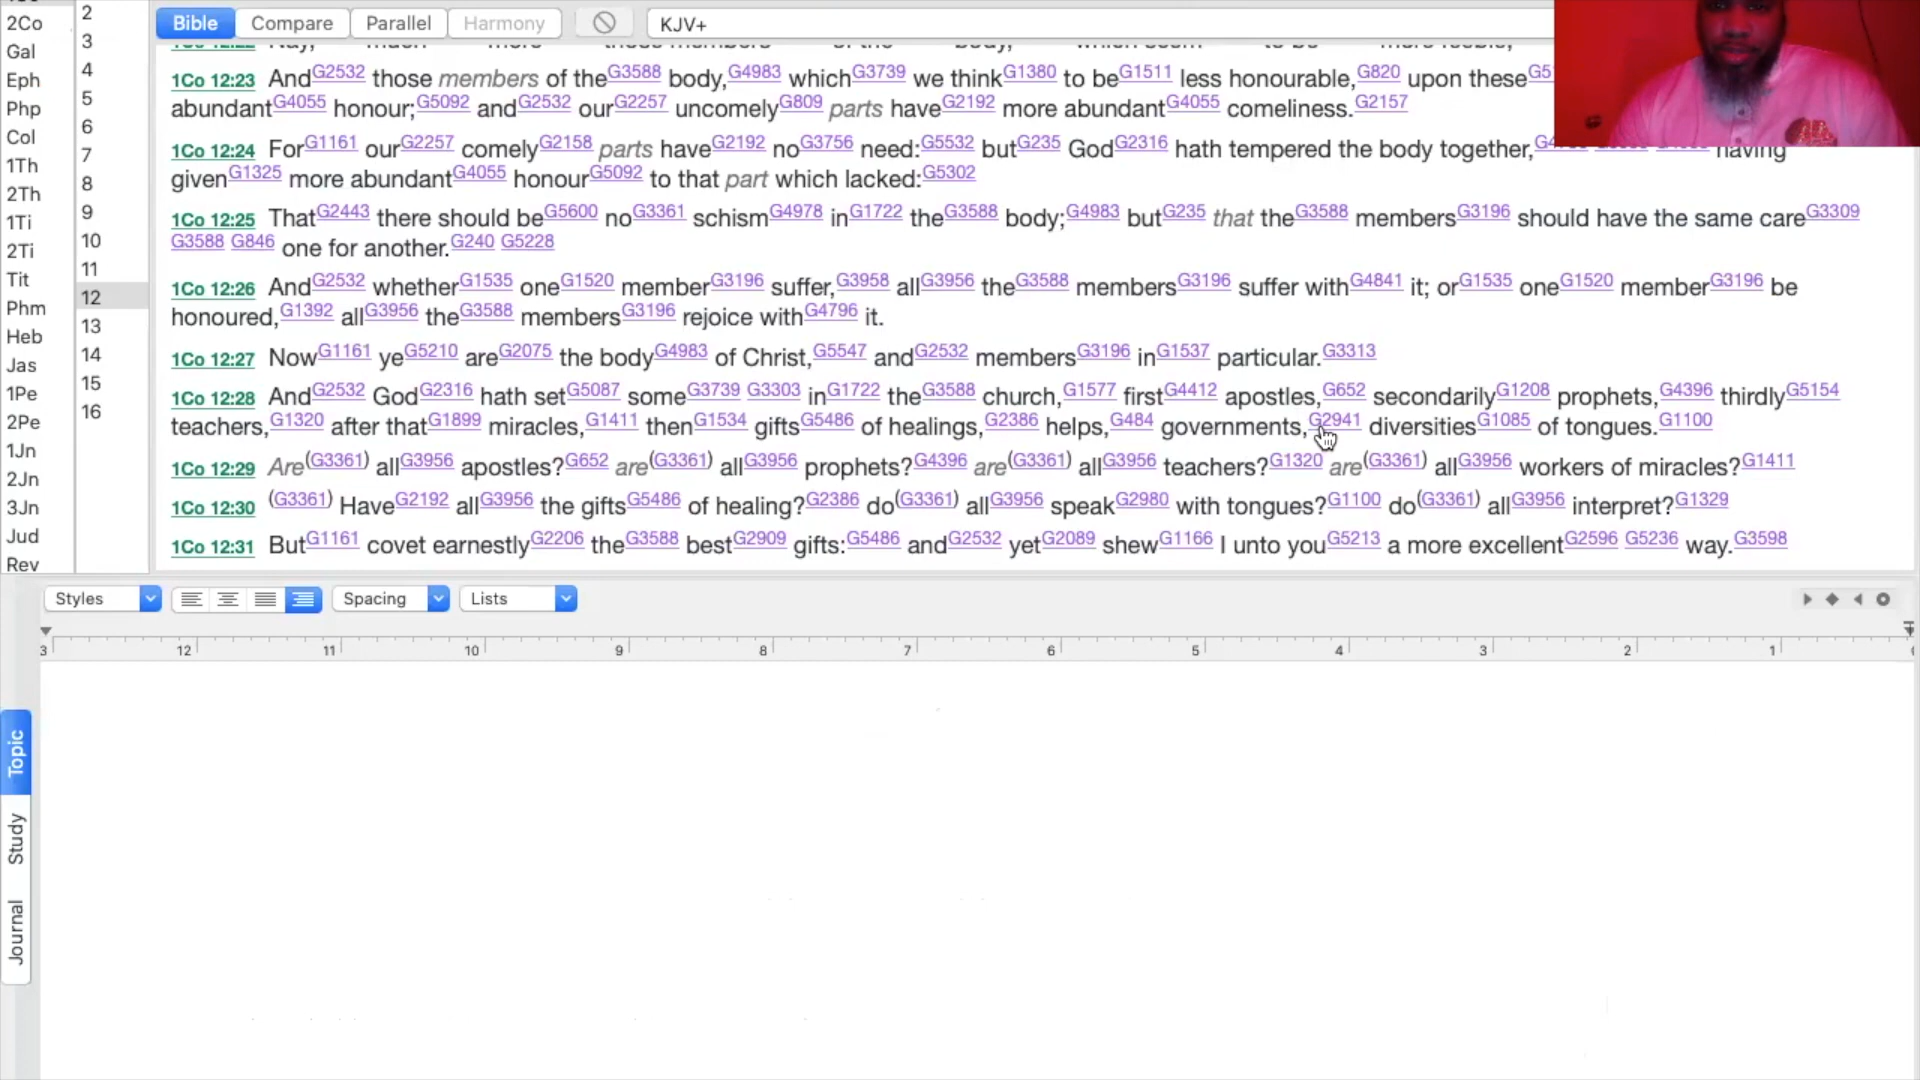 2Co
Gal
Eph
Php
Col
1Th
2Th
1Ti
2Ti
Tit
Phm
Heb
Jas
1Pe
2Pe
1Jn
2Jn
3Jn
Jud
Rev
2
3
4
5
6
7
8
9
10
11
12
13
14
15
16
Bible Compare Parallel Harmony KJV+
1Co 12:23 AndG2532 those members of theG3588 body,G4983 whichG3739 we thinkG1380 to beG1511 less honourable,G820 upon these
abundantG4055 honour;G5092 andG2532 ourG2257 uncomelyG809 parts haveG2192 more abundantG4055 comeliness.G2157
1Co 12:24 ForG1161 ourG2257 comelyG2158 parts haveG2192 noG3756 need:G5532 butG235 GodG2316 hath tempered the body together, having
givenG1325 more abundantG4055 honourG5092 to that part which lacked:G5302
1Co 12:25 ThatG2443 there should beG5600 noG3361 schismG4978 inG1722 theG3588 body;G4983 butG235 that theG3588 membersG3196 should have the same careG3309
G3588 G846 one for another.G240 G5228
1Co 12:26 AndG2532 whetherG1535 oneG1520 memberG3196 suffer,G3958 allG3956 theG3588 membersG3196 suffer withG4841 it; orG1535 oneG1520 memberG3196 be
honoured,G1392 allG3956 theG3588 membersG3196 rejoice withG4796 it.
1Co 12:27 NowG1161 yeG5210 areG2075 the bodyG4983 of Christ,G5547 andG2532 membersG3196 inG1537 particular.G3313
1Co 12:28 AndG2532 GodG2316 hath setG5087 someG3739 G3303 inG1722 theG3588 church,G1577 firstG4412 apostles,G652 secondarilyG1208 prophets,G4396 thirdlyG5154
teachers,G1320 after thatG1899 miracles,G1411 thenG1534 giftsG5486 of healings,G2386 helps,G484 governments,G2941 diversitiesG1085 of tongues.G1100
1Co 12:29 Are(G3361) allG3956 apostles?G652 are(G3361) allG3956 prophets?G4396 are(G3361) allG3956 teachers?G1320 are(G3361) allG3956 workers of miracles?G1411
1Co 12:30 (G3361) HaveG2192 allG3956 the giftsG5486 of healing?G2386 do(G3361) allG3956 speakG2980 with tongues?G1100 do(G3361) allG3956 interpret?G1329
1Co 12:31 ButG1161 covet earnestlyG2206 theG3588 bestG2909 gifts:G5486 andG2532 yetG2089 shewG1166 I unto youG5213 a more excellentG2596 G5236 way.G3598
Styles Spacing Lists
3 12 11 10 9 8 7 6 5 4 3 2 1
Topic
Study
Journal